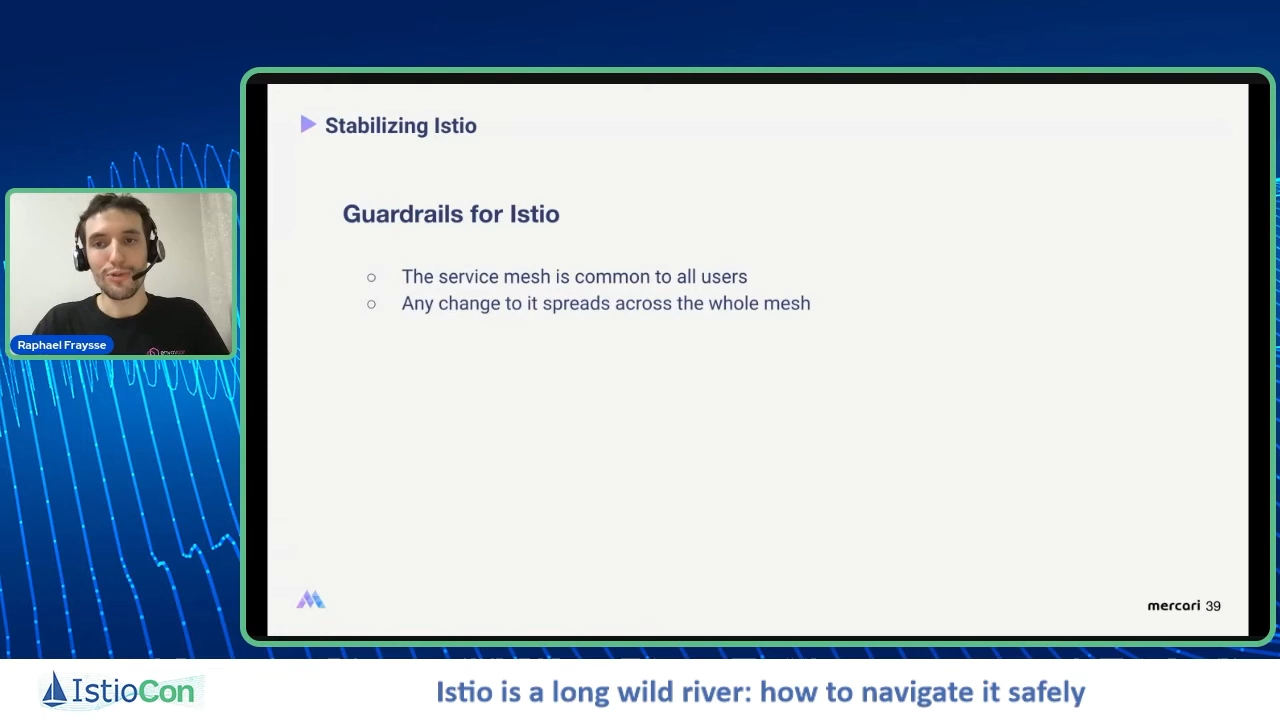 Stabilizing Istio
Guardrails for Istio
The service mesh is common to all users
Any change to it spreads across the whole mesh
Raphael Fraysse
mercari 39
IstioCon
Istio is a long wild river: how to navigate it safely